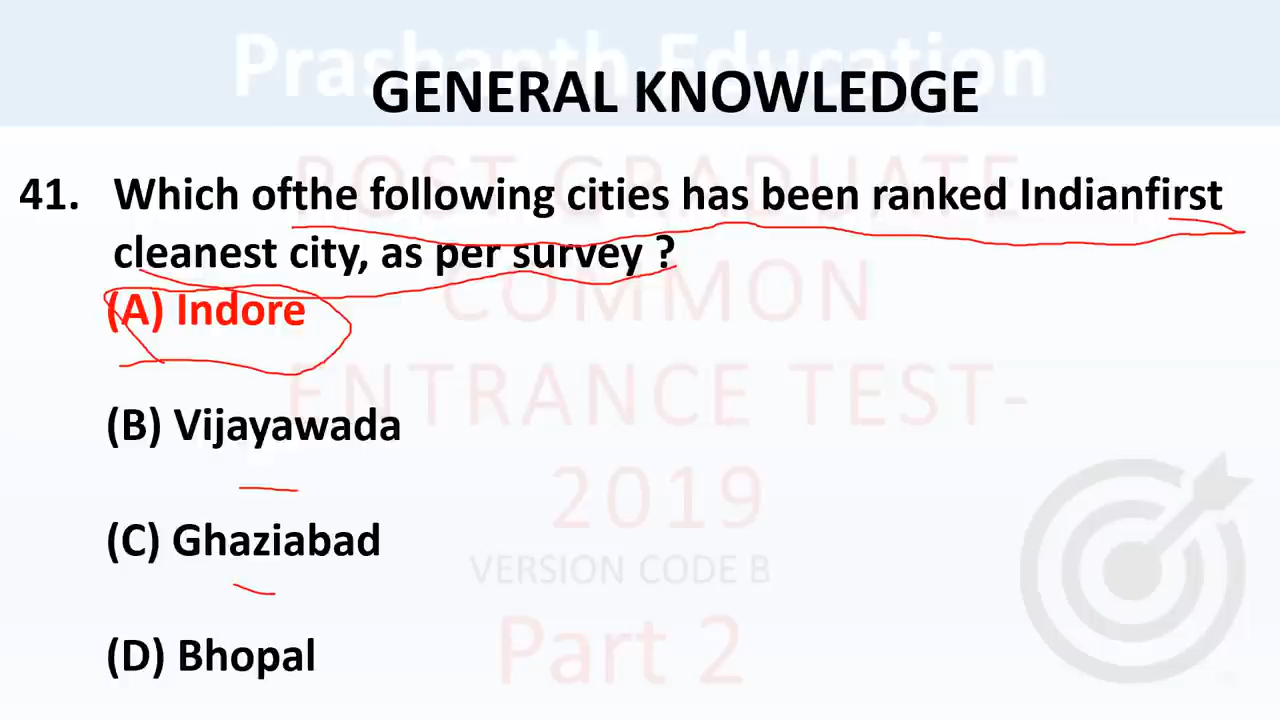 Prashanth Education
GENERAL KNOWLEDGE
POST GRADUATE
41. Which ofthe following cities has been ranked Indianfirst
cleanest city, as per survey ?
COMMON
(A) Indore
ENTRANCE TEST-
(B) Vijayawada
2019
(C) Ghaziabad
VERSION CODE B
Part 2
(D) Bhopal